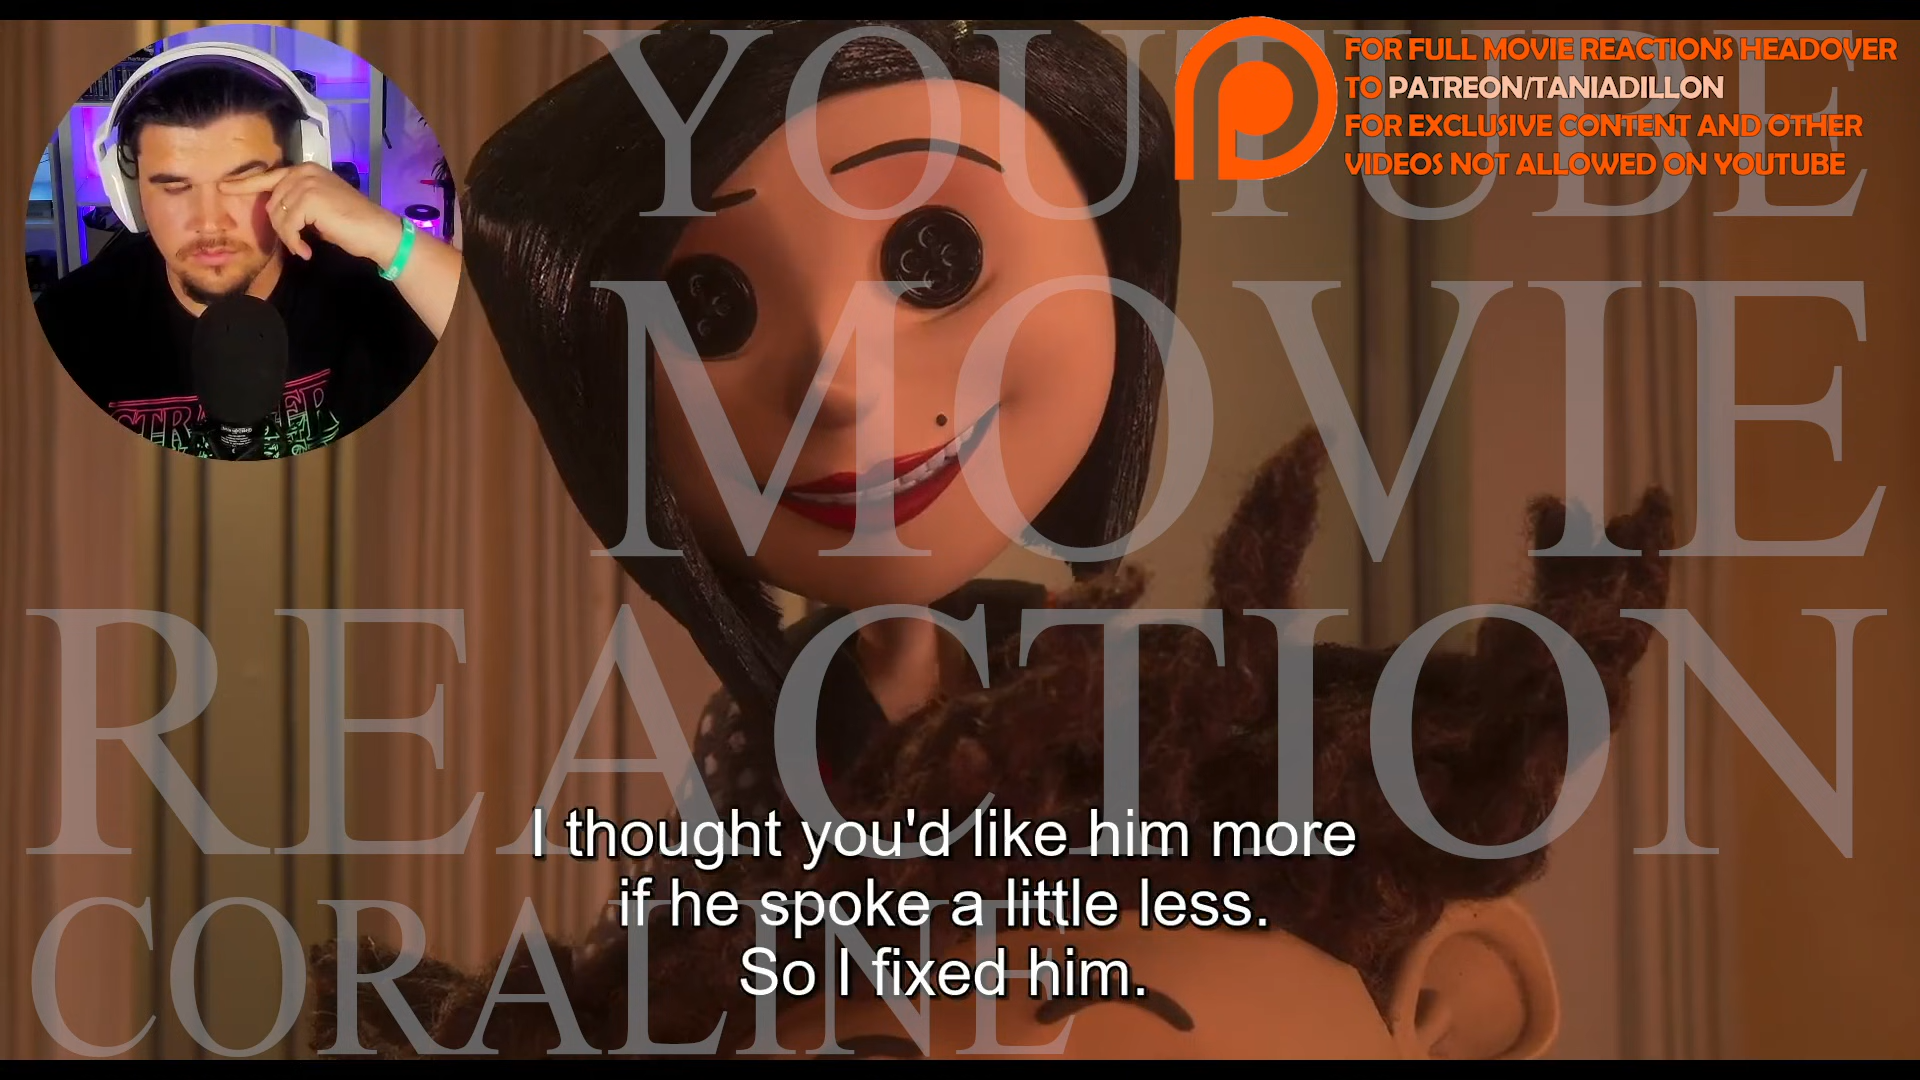 FOR FULL MOVIE REACTIONS HEADOVER
TO PATREON/TANIADILLON
FOR EXCLUSIVE CONTENT AND OTHER
VIDEOS NOT ALLOWED ON YOUTUBE
YOUTUBE
MOVIE
REACTION
CORALINE
I thought you'd like him more
if he spoke a little less.
So I fixed him.